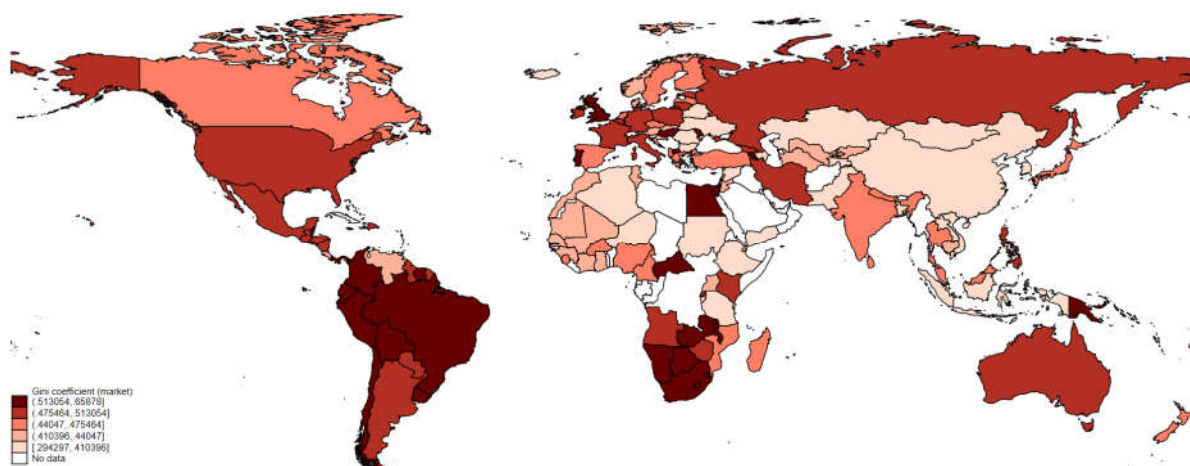 Gini coefficient (market)
(.513054,.65878]
(.475464,.513054]
(.44047,.475464]
(.410396,.44047]
[.294297,.410396]
No data